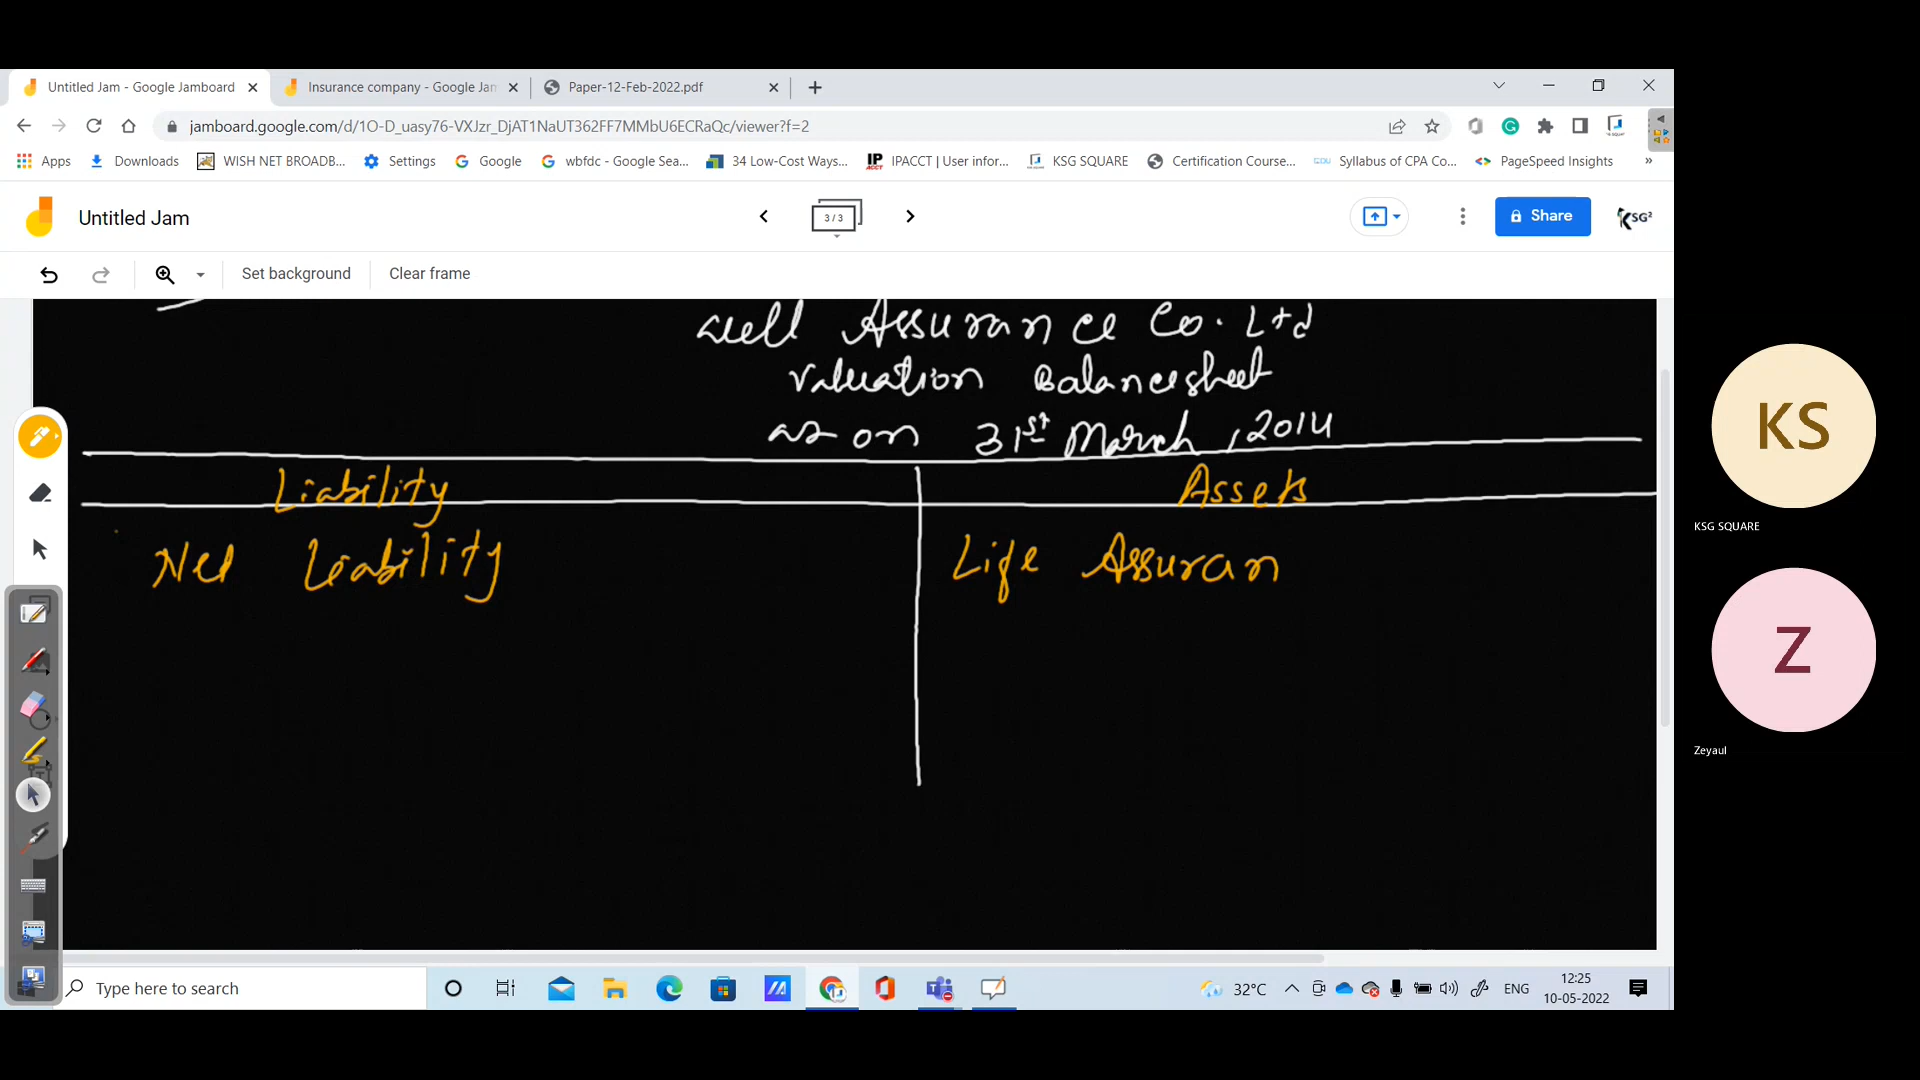 Untitled Jam - Google Jamboard
Insurance company - Google Jam
Paper-12-Feb-2022.pdf
jamboard.google.com/d/1O-D_uasy76-VXJzr_DjAT1NaUT362FF7MMbU6ECRaQc/viewer?f=2
Apps Downloads WISH NET BROADB... Settings Google wbfdc - Google Sea... 34 Low-Cost Ways... IPACCT | User infor... KSG SQUARE Certification Course... Syllabus of CPA Co... PageSpeed Insights »
Untitled Jam
3 / 3
Share
KSG²
Set background Clear frame
well Assurance Co. Ltd
Valuation Balancesheet
as on 31st March, 2014
Liability Assets
Net Liability Life Assuran
KS
KSG SQUARE
Z
Zeyaul
Type here to search
32°C
ENG
12:25
10-05-2022